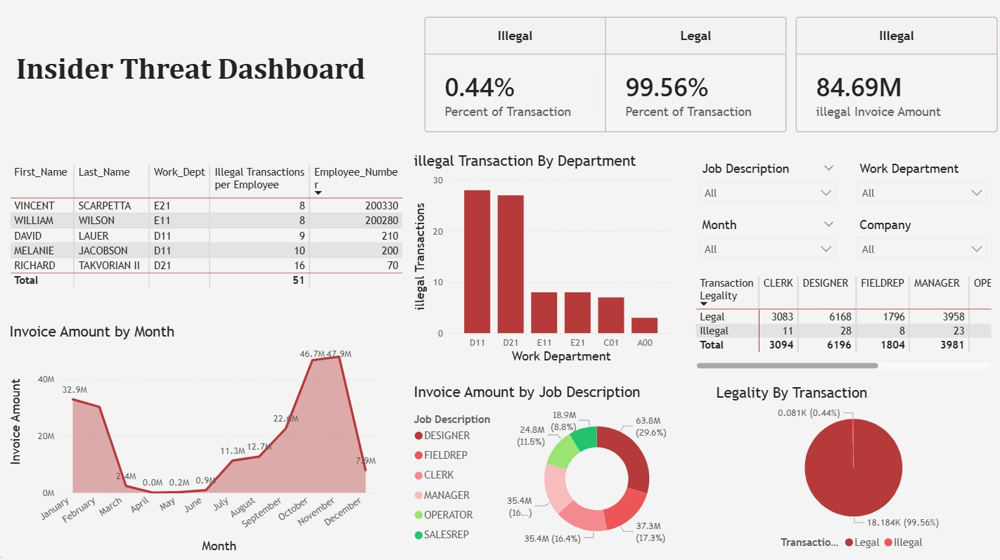 Insider Threat Dashboard
Illegal
Legal
Illegal
0.44%
Percent of Transaction
99.56%
Percent of Transaction
84.69M
illegal Invoice Amount
First_Name Last_Name Work_Dept Illegal Transactions per Employee Employee_Numbe
r
VINCENT SCARPETTA E21 8 200330
WILLIAM WILSON E11 8 200280
DAVID LAUER D11 9 210
MELANIE JACOBSON D11 10 200
RICHARD TAKVORIAN II D21 16 70
Total 51
illegal Transaction By Department
illegal Transactions
30
20
10
0
D11 D21 E11 E21 C01 A00
Work Department
Job Description
All
Work Department
All
Month
All
Company
All
Transaction Legality CLERK DESIGNER FIELDREP MANAGER OPE
Legal 3083 6168 1796 3958
Illegal 11 28 8 23
Total 3094 6196 1804 3981
Invoice Amount by Month
Invoice Amount
40M
20M
0M
32.9M
2.4M
0.0M
0.2M
0.9M
11.3M
12.7M
22.6M
46.7M
47.9M
7.9M
January February March April May June July August September October November December
Month
Invoice Amount by Job Description
Job Description
DESIGNER
FIELDREP
CLERK
MANAGER
OPERATOR
SALESREP
63.8M
(29.6%)
37.3M
(17.3%)
35.4M (16.4%)
35.4M
(16....)
24.8M
(11.5%)
18.9M
(8.8%)
Legality By Transaction
0.081K (0.44%)
18.184K (99.56%)
Transactio... Legal Illegal